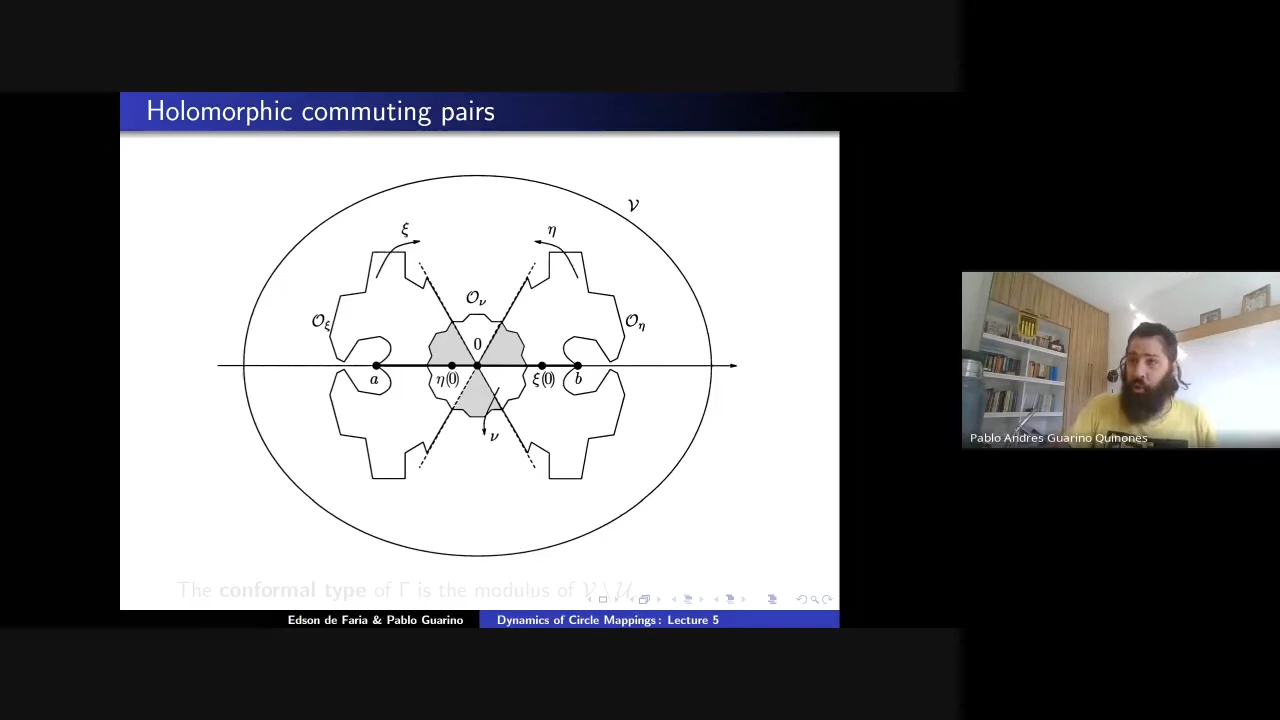 Holomorphic commuting pairs
𝒱
ξ
η
𝒪ν
𝒪ξ
𝒪η
0
a
η(0)
ξ(0)
b
ν
The conformal type of Γ is the modulus of 𝒱 \ 𝒰
Edson de Faria & Pablo Guarino
Dynamics of Circle Mappings: Lecture 5
Pablo Andres Guarino Quinones